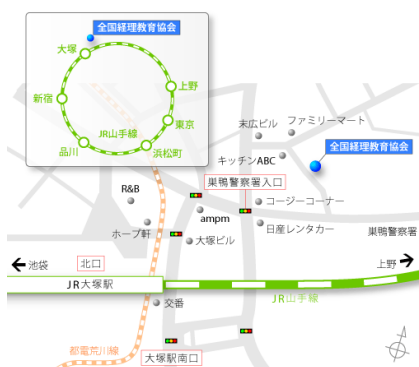 全国経理教育協会
大塚
上野
新宿
東京
JR山手線
品川
浜松町
末広ビル
ファミリーマート
全国経理教育協会
キッチンABC
巣鴨警察署入口
R&B
コージーコーナー
ampm
ホープ軒
日産レンタカー
大塚ビル
巣鴨警察署
北口
池袋
上野
JR大塚駅
JR山手線
交番
都電荒川線
大塚駅南口